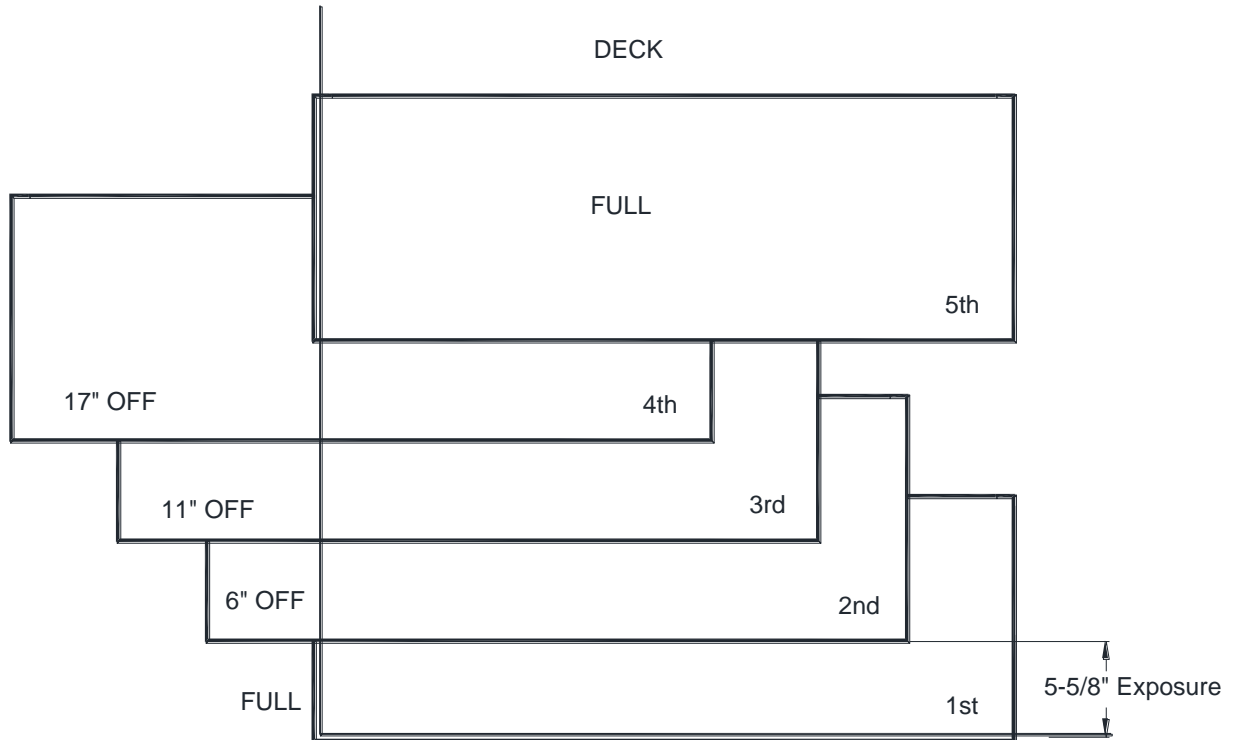 DECK
FULL
5th
17" OFF
4th
11" OFF
3rd
6" OFF
2nd
FULL
1st
5-5/8" Exposure